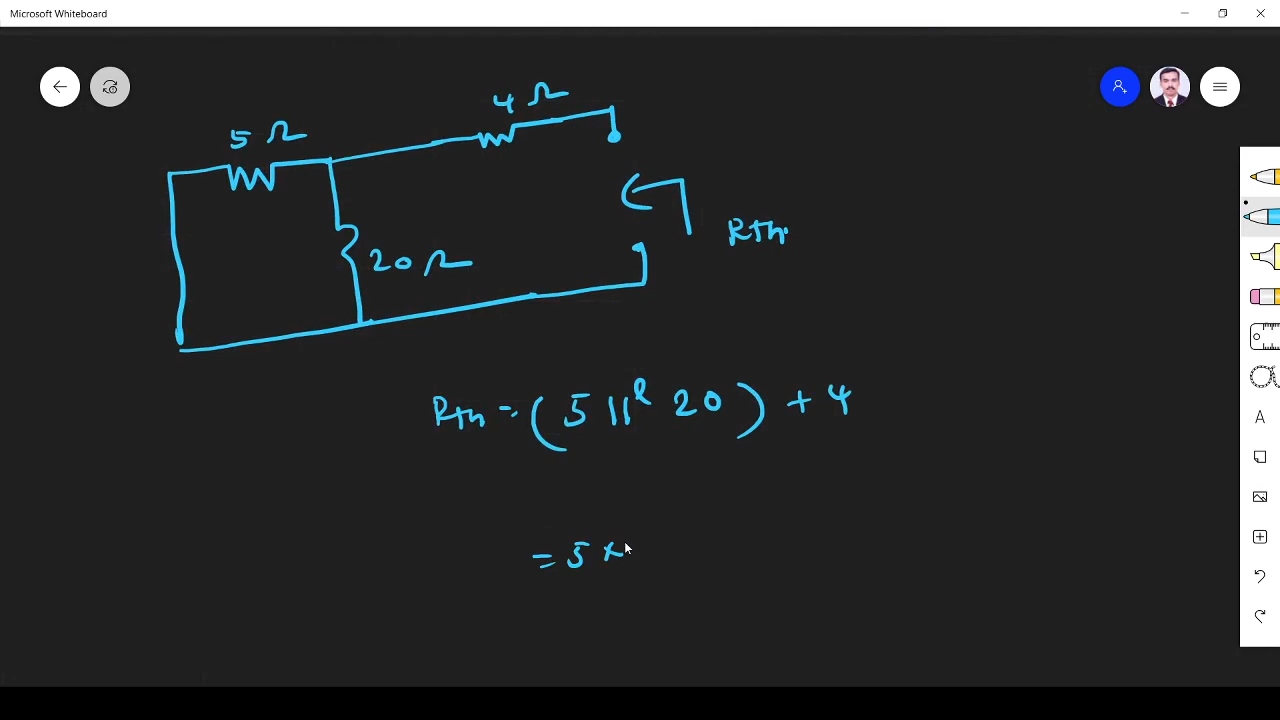 Microsoft Whiteboard
4 Ω
5 Ω
Rth.
20 Ω
Rth = (5 ||l 20) + 4
= 5 ×
A